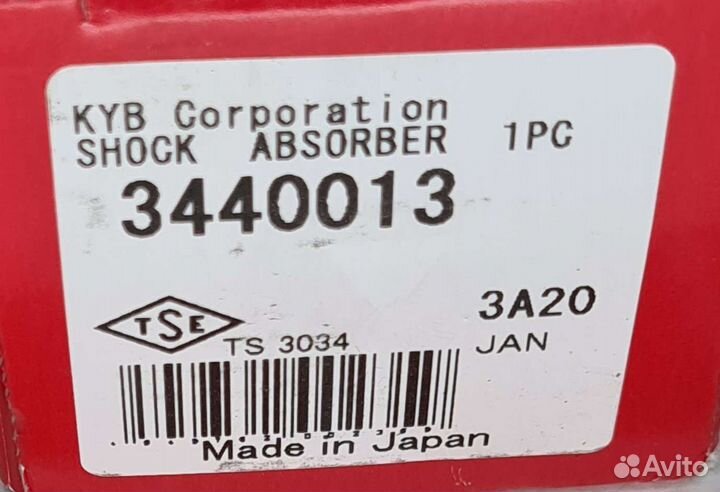 KYB Corporation
SHOCK ABSORBER 1PC
3440013
TSE
TS 3034
3A20
JAN
Made in Japan
Avito